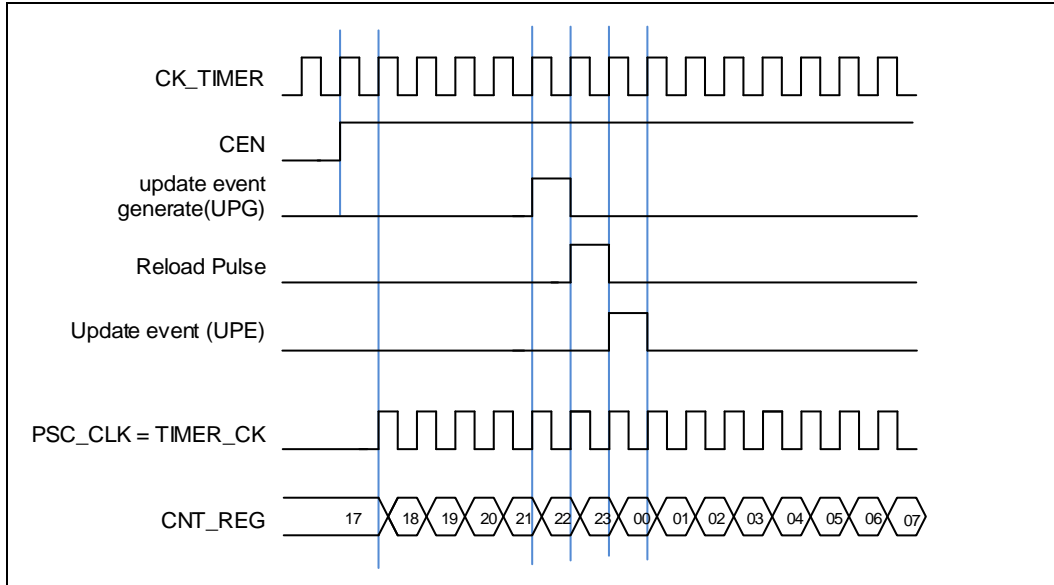 CK_TIMER
CEN
update event
generate(UPG)
Reload Pulse
Update event (UPE)
PSC_CLK = TIMER_CK
CNT_REG 17 18 19 20 21 22 23 00 01 02 03 04 05 06 07